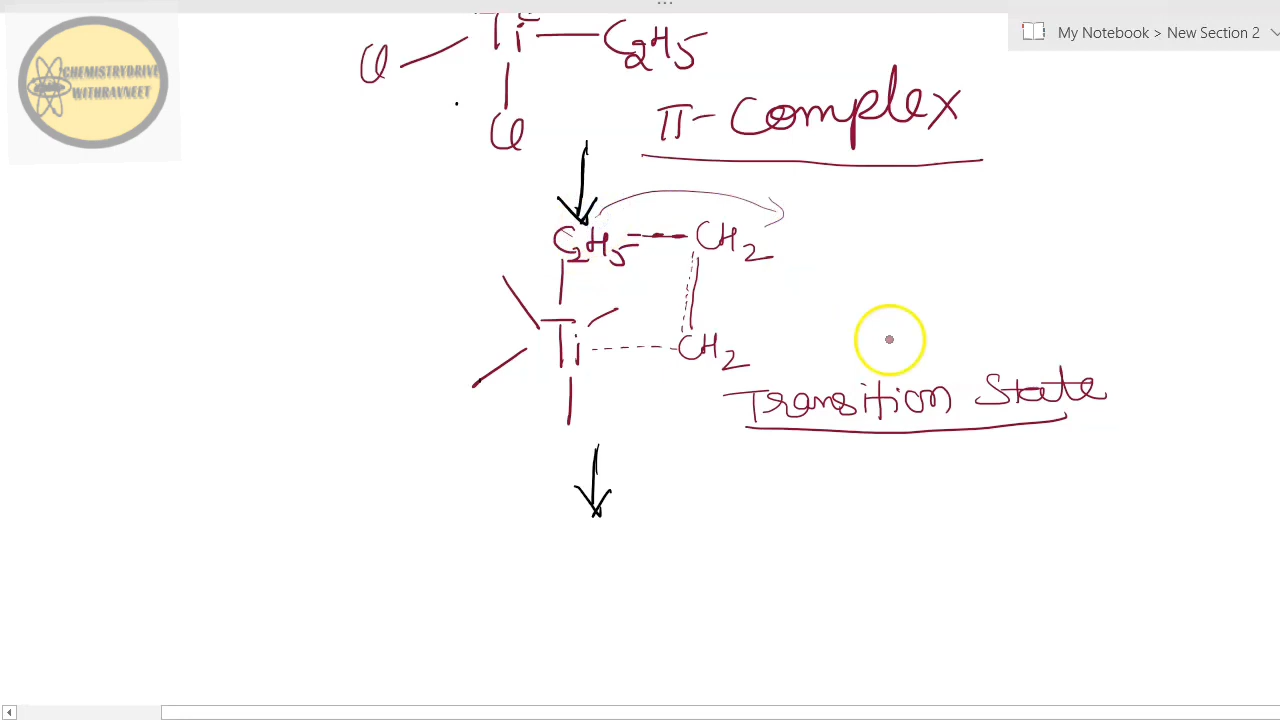 My Notebook > New Section 2
CHEMISTRYDRIVE
WITHRAVNEET
Cl Ti C2H5
Cl
π-Complex
C2H5 CH2
Ti CH2
Transition State